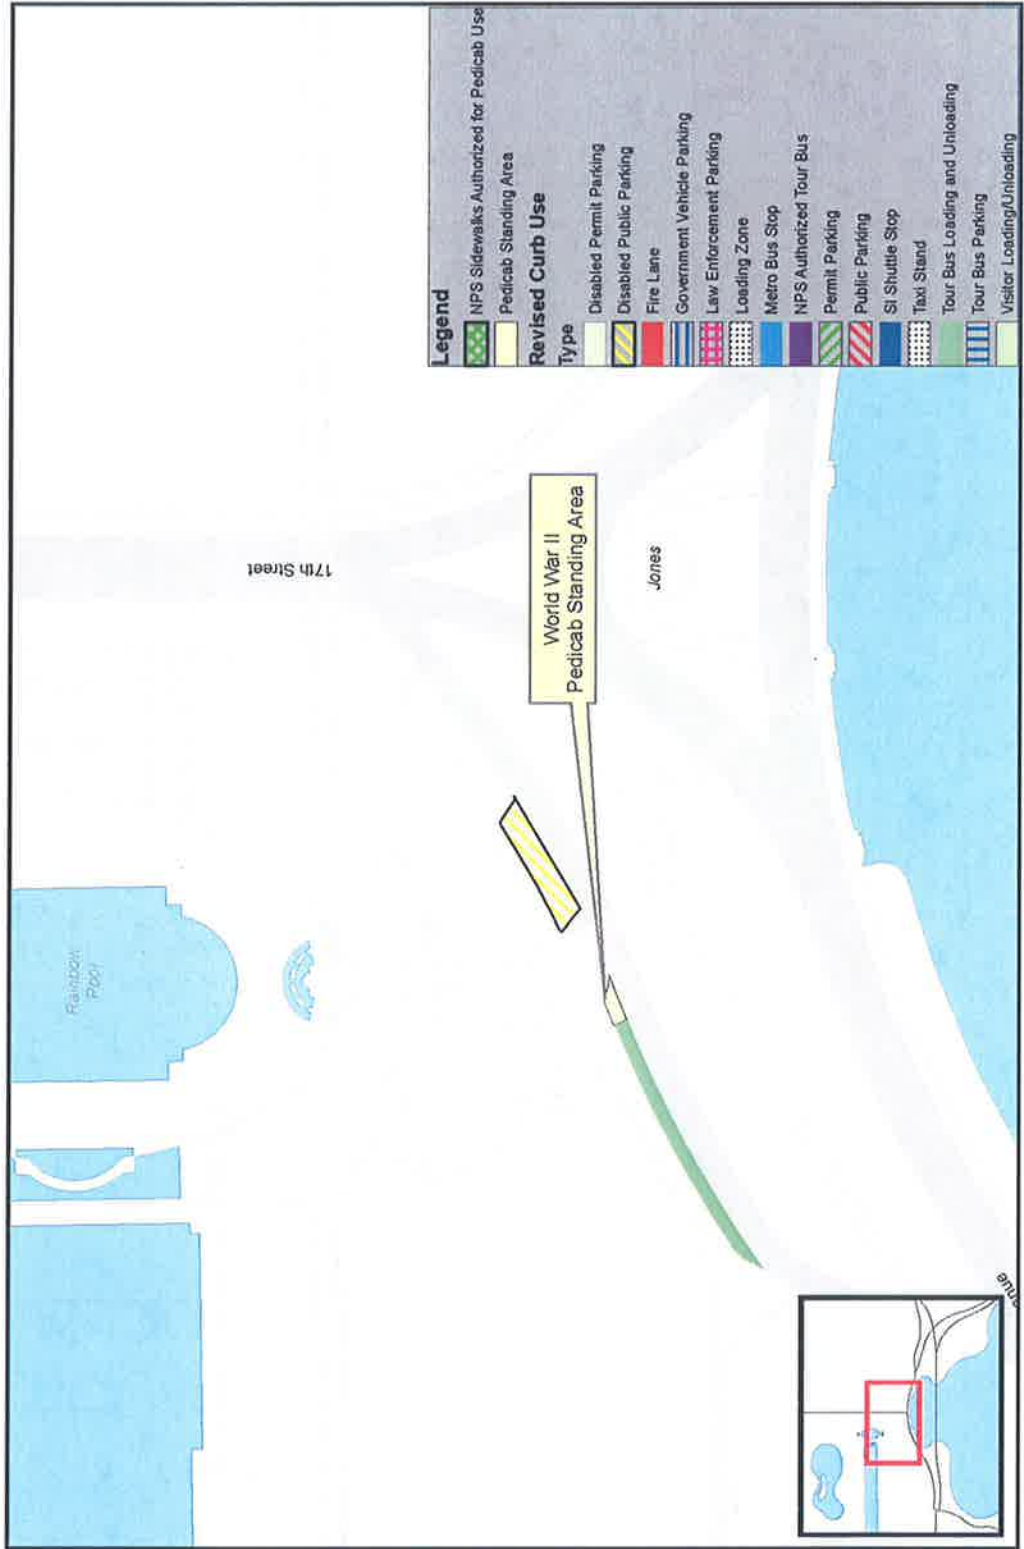 17th Street
Rainbow
Pool
World War II
Pedicab Standing Area
Jones
enue
Legend
NPS Sidewalks Authorized for Pedicab Use
Pedicab Standing Area
Revised Curb Use
Type
Disabled Permit Parking
Disabled Public Parking
Fire Lane
Government Vehicle Parking
Law Enforcement Parking
Loading Zone
Metro Bus Stop
NPS Authorized Tour Bus
Permit Parking
Public Parking
SI Shuttle Stop
Taxi Stand
Tour Bus Loading and Unloading
Tour Bus Parking
Visitor Loading/Unloading